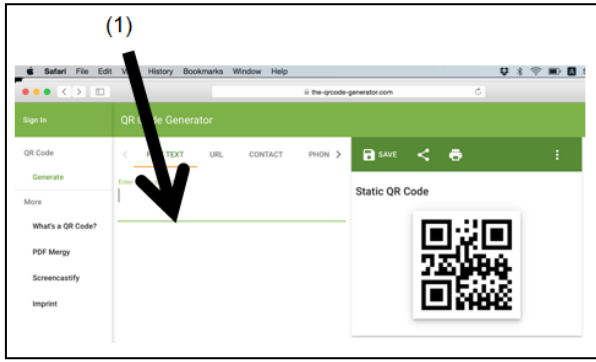 (1)
Safari File Edit History Bookmarks Window Help
the-qrcode-generator.com
Sign In
QR Code Generator
QR Code
Generate
More
What's a QR Code?
PDF Mergy
Screencastify
Imprint
TEXT URL CONTACT PHON
SAVE
Static QR Code